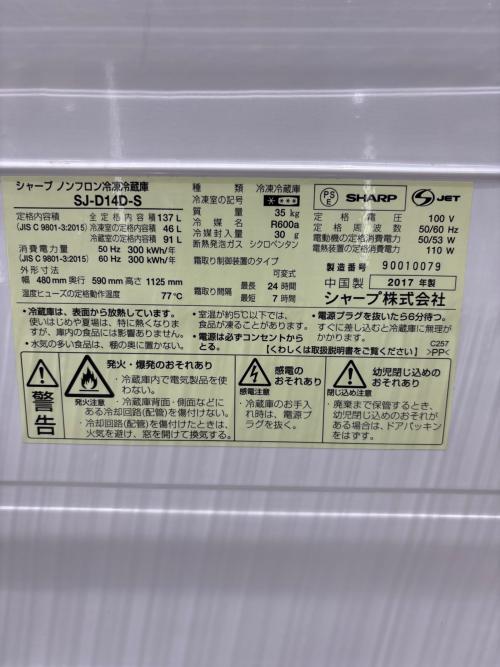 シャープ ノンフロン冷凍冷蔵庫
SJ-D14D-S
定格内容積 全定格内容積 137 L
(JIS C 9801-3:2015) 冷凍室の定格内容積 46 L
冷蔵室の定格内容積 91 L
消費電力量 50 Hz 300 kWh/年
(JIS C 9801-3:2015) 60 Hz 300 kWh/年
外形寸法
幅 480 mm 奥行 590 mm 高さ 1125 mm
温度ヒューズの定格動作温度 77℃
種類 冷凍冷蔵庫
冷凍室の記号 ＊＊＊＊
質量 35 kg
冷媒名 R600a
冷媒封入量 30 g
断熱発泡ガス シクロペンタン
霜取り制御装置のタイプ
可変式
霜取り間隔 最長 24 時間
最短 7 時間
PS
E
SHARP
S JET
定格電圧 100 V
定格周波数 50/60 Hz
電動機の定格消費電力 50/53 W
電熱装置の定格消費電力 110 W
製造番号 90010079
中国製 2017 年製
シャープ株式会社
・冷蔵庫は、表面から放熱しています。
使いはじめや夏場は、特に熱くなりま
すが、庫内の食品には影響ありません。
・水気の多い食品は、棚の奥に置かない。
・室温が約5℃以下では、
食品が凍ることがあります。
・電源は必ずコンセントから
とる。
・電源プラグを抜いたら6分待つ。
すぐに差し込むと冷蔵庫に無理が
かかります。
C257
【くわしくは取扱説明書をご覧ください】 >PP<
警告
発火注意
発火・爆発のおそれあり
・冷蔵庫内で電気製品を使
わない。
・冷蔵庫背面・側面などに
ある冷却回路(配管)を傷付けない。
・冷却回路(配管)を傷付けたときは、
火気を避け、窓を開けて換気する。
感電注意
感電の
おそれあり
・冷蔵庫のお手入
れ時は、電源プ
ラグを抜く。
閉じ込め注意
幼児閉じ込めの
おそれあり
・廃棄まで保管するとき、
幼児閉じ込めのおそれが
ある場合は、ドアパッキン
をはずす。